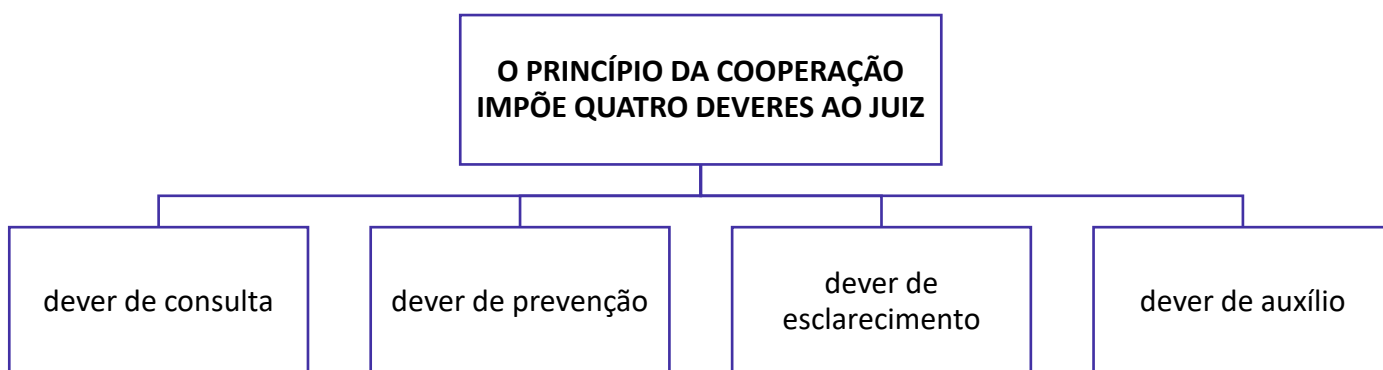 O PRINCÍPIO DA COOPERAÇÃO
IMPÕE QUATRO DEVERES AO JUIZ
dever de consulta
dever de prevenção
dever de
esclarecimento
dever de auxílio